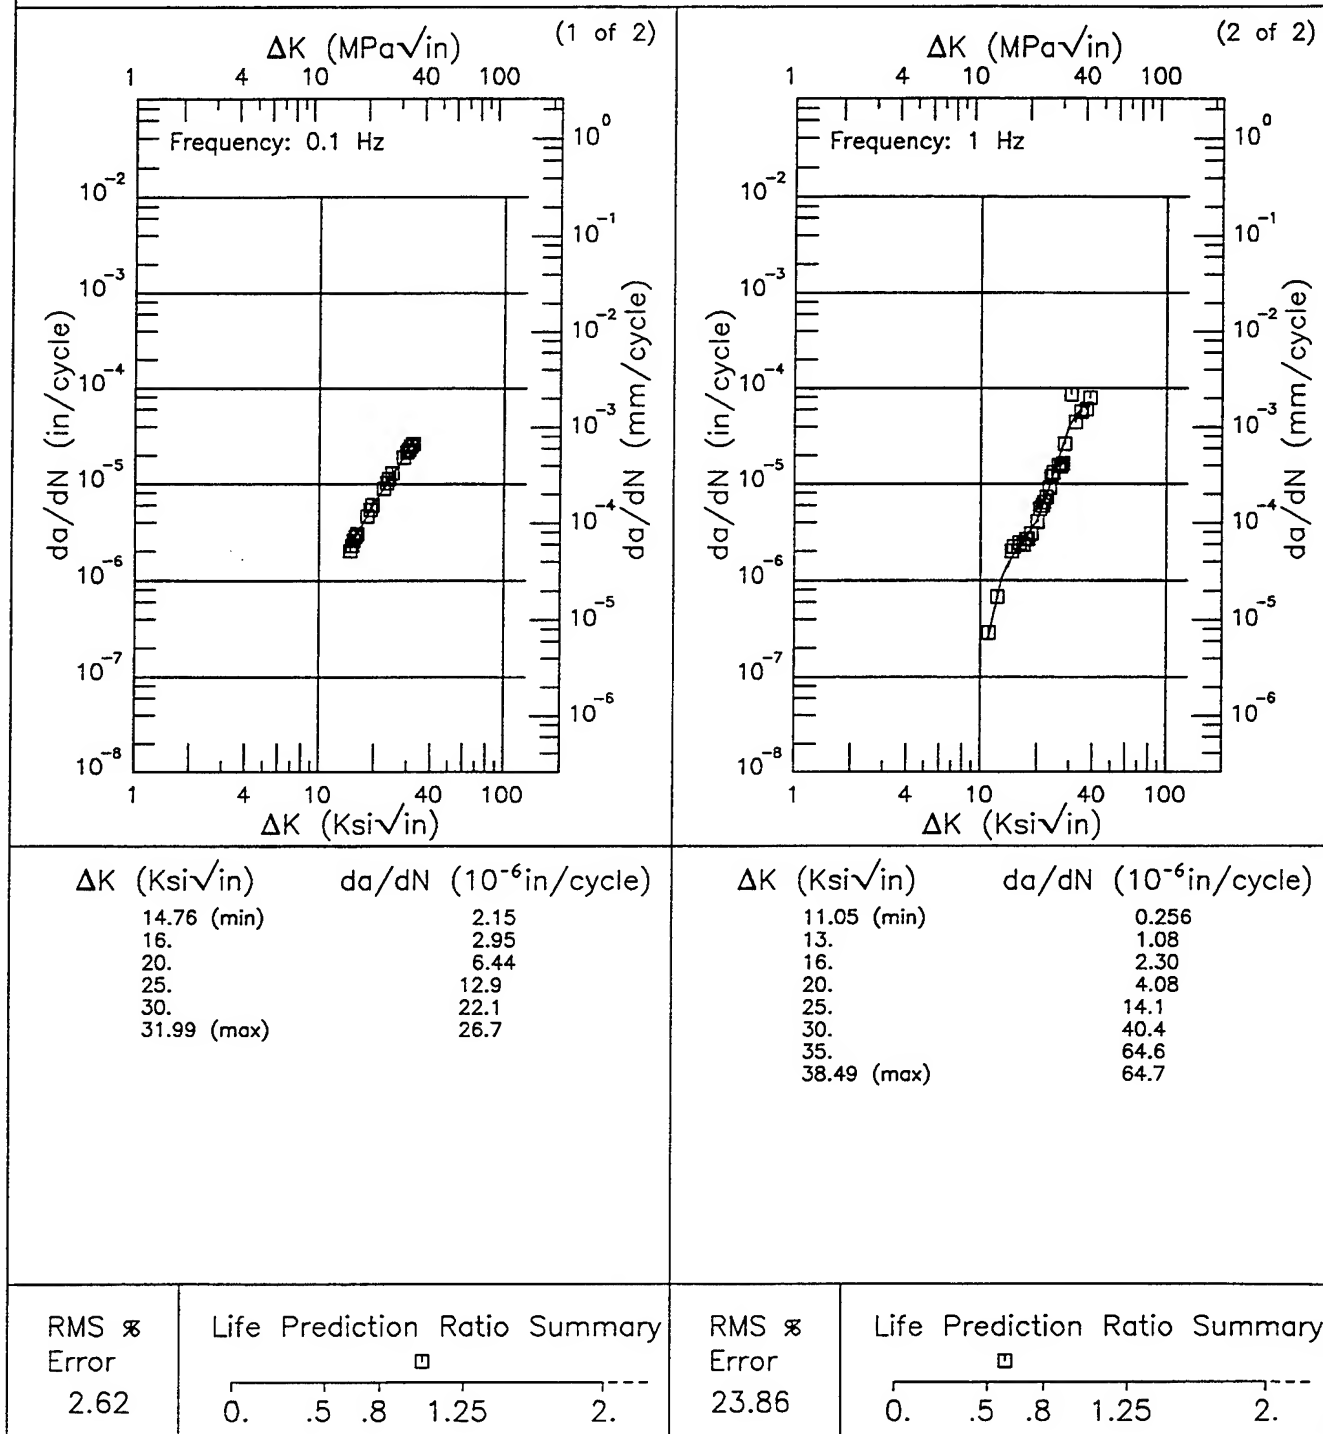 (1 of 2)
ΔK (MPa√in)
1 4 10 40 100
Frequency: 0.1 Hz
10⁰
10⁻²
10⁻¹
10⁻³
10⁻²
da/dN (in/cycle)
da/dN (mm/cycle)
10⁻⁴
10⁻³
10⁻⁵
10⁻⁴
10⁻⁶
10⁻⁵
10⁻⁷
10⁻⁶
10⁻⁸
1 4 10 40 100
ΔK (Ksi√in)
ΔK (Ksi√in) da/dN (10⁻⁶in/cycle)
14.76 (min) 2.15
16. 2.95
20. 6.44
25. 12.9
30. 22.1
31.99 (max) 26.7
RMS % Error
2.62
Life Prediction Ratio Summary
0. .5 .8 1.25 2.
(2 of 2)
ΔK (MPa√in)
1 4 10 40 100
Frequency: 1 Hz
10⁰
10⁻²
10⁻¹
10⁻³
10⁻²
da/dN (in/cycle)
da/dN (mm/cycle)
10⁻⁴
10⁻³
10⁻⁵
10⁻⁴
10⁻⁶
10⁻⁵
10⁻⁷
10⁻⁶
10⁻⁸
1 4 10 40 100
ΔK (Ksi√in)
ΔK (Ksi√in) da/dN (10⁻⁶in/cycle)
11.05 (min) 0.256
13. 1.08
16. 2.30
20. 4.08
25. 14.1
30. 40.4
35. 64.6
38.49 (max) 64.7
RMS % Error
23.86
Life Prediction Ratio Summary
0. .5 .8 1.25 2.